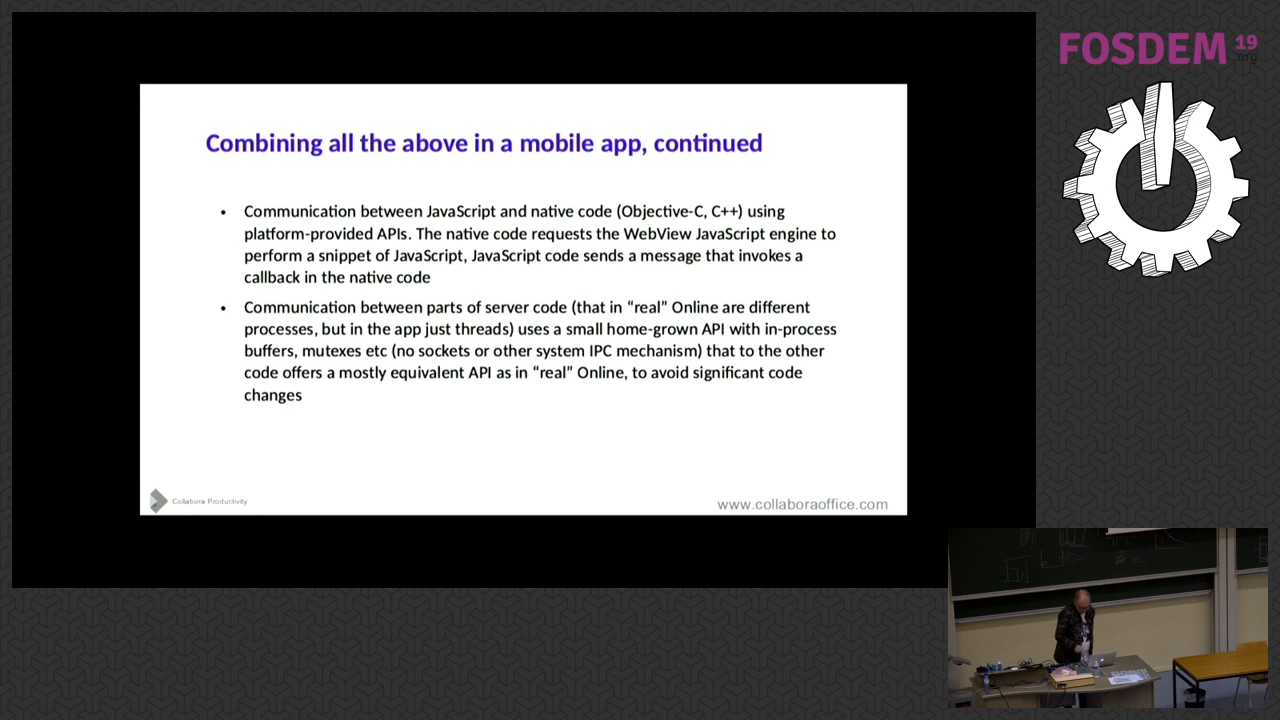 FOSDEM 19
.org
Combining all the above in a mobile app, continued
• Communication between JavaScript and native code (Objective-C, C++) using
platform-provided APIs. The native code requests the WebView JavaScript engine to
perform a snippet of JavaScript, JavaScript code sends a message that invokes a
callback in the native code
• Communication between parts of server code (that in “real” Online are different
processes, but in the app just threads) uses a small home-grown API with in-process
buffers, mutexes etc (no sockets or other system IPC mechanism) that to the other
code offers a mostly equivalent API as in “real” Online, to avoid significant code
changes
Collabora Productivity
www.collaboraoffice.com